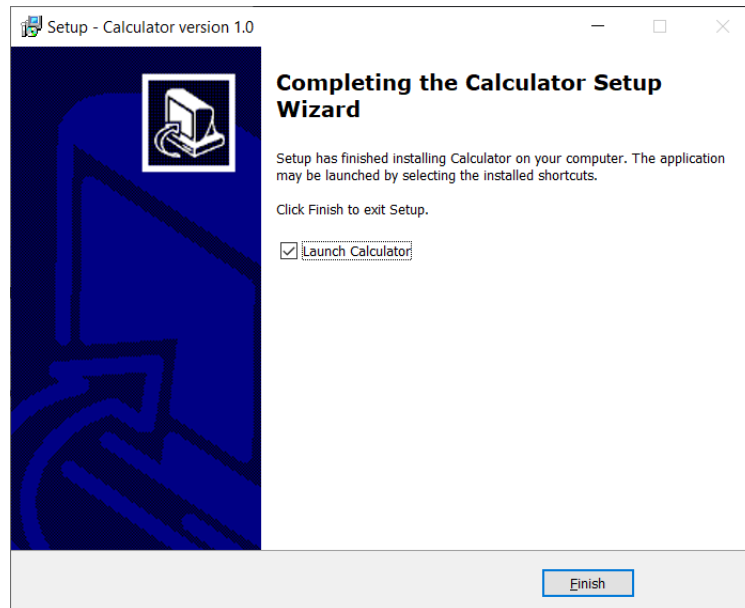 Setup - Calculator version 1.0
Completing the Calculator Setup
Wizard
Setup has finished installing Calculator on your computer. The application
may be launched by selecting the installed shortcuts.
Click Finish to exit Setup.
Launch Calculator
Finish